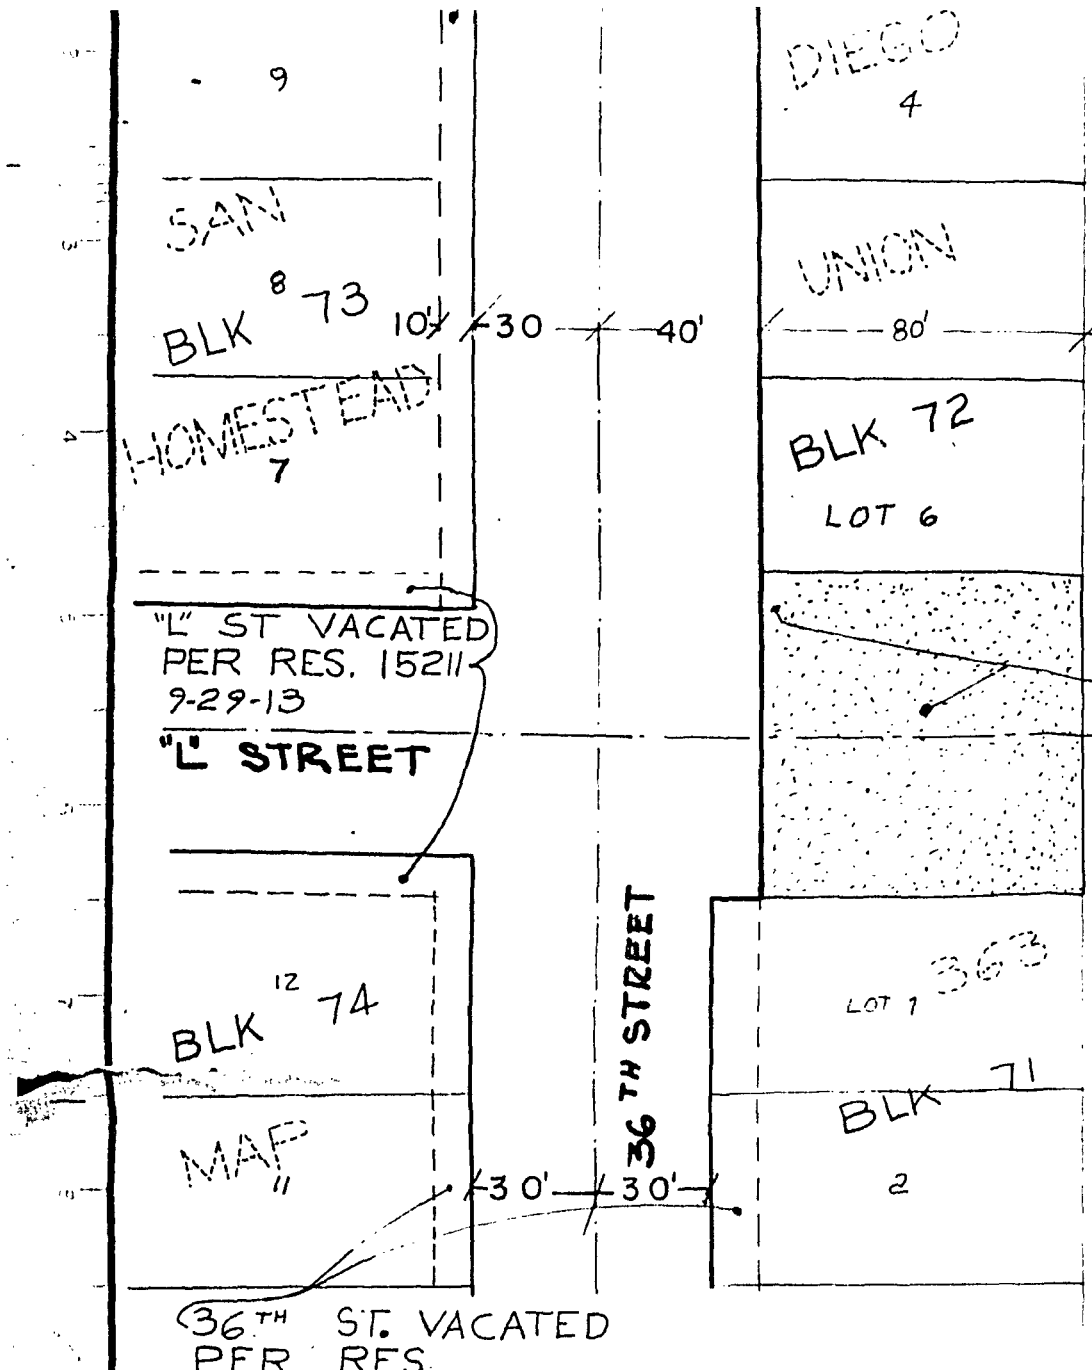 9
DIEGO
4
SAN
8
BLK 73
UNION
10' 30 40' 80'
HOMESTEAD
7
BLK 72
LOT 6
"L" ST VACATED
PER RES. 15211
9-29-13
"L" STREET
36TH STREET
12
BLK 74
363
LOT 1
BLK 71
MAP
11
30' 30'
2
36TH ST. VACATED
PER RES.